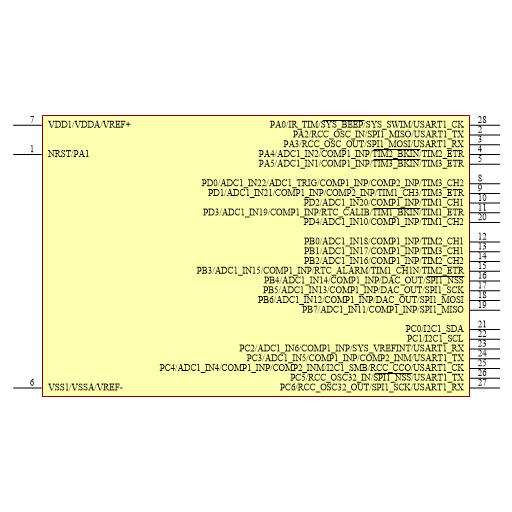 7 VDD1/VDDA/VREF+ PA0/IR_TIM/SYS_BEEP/SYS_SWIM/USART1_CK 28
PA2/RCC_OSC_IN/SPI1_MISO/USART1_TX 2
PA3/RCC_OSC_OUT/SPI1_MOSI/USART1_RX 3
1 NRST/PA1 PA4/ADC1_IN2/COMP1_INP/TIM2_BKIN/TIM2_ETR 4
PA5/ADC1_IN1/COMP1_INP/TIM3_BKIN/TIM3_ETR 5
PD0/ADC1_IN22/ADC1_TRIG/COMP1_INP/COMP2_INP/TIM3_CH2 8
PD1/ADC1_IN21/COMP1_INP/COMP2_INP/TIM1_CH3/TIM3_ETR 9
PD2/ADC1_IN20/COMP1_INP/TIM1_CH1 10
PD3/ADC1_IN19/COMP1_INP/RTC_CALIB/TIM1_BKIN/TIM1_ETR 11
PD4/ADC1_IN10/COMP1_INP/TIM1_CH2 20
PB0/ADC1_IN18/COMP1_INP/TIM2_CH1 12
PB1/ADC1_IN17/COMP1_INP/TIM3_CH1 13
PB2/ADC1_IN16/COMP1_INP/TIM2_CH2 14
PB3/ADC1_IN15/COMP1_INP/RTC_ALARM/TIM1_CH1N/TIM2_ETR 15
PB4/ADC1_IN14/COMP1_INP/DAC_OUT/SPI1_NSS 16
PB5/ADC1_IN13/COMP1_INP/DAC_OUT/SPI1_SCK 17
PB6/ADC1_IN12/COMP1_INP/DAC_OUT/SPI1_MOSI 18
PB7/ADC1_IN11/COMP1_INP/SPI1_MISO 19
PC0/I2C1_SDA 21
PC1/I2C1_SCL 22
PC2/ADC1_IN6/COMP1_INP/SYS_VREFINT/USART1_RX 23
PC3/ADC1_IN5/COMP1_INP/COMP2_INM/USART1_TX 24
PC4/ADC1_IN4/COMP1_INP/COMP2_INM/I2C1_SMB/RCC_CCO/USART1_CK 25
PC5/RCC_OSC32_IN/SPI1_NSS/USART1_TX 26
6 VSS1/VSSA/VREF- PC6/RCC_OSC32_OUT/SPI1_SCK/USART1_RX 27